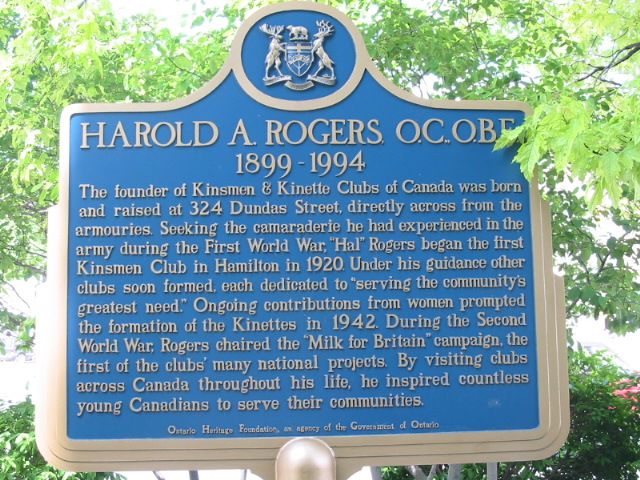 HAROLD A. ROGERS, O.C., O.B.E.
1899 - 1994
The founder of Kinsmen & Kinette Clubs of Canada was born
and raised at 324 Dundas Street, directly across from the
armouries. Seeking the camaraderie he had experienced in the
army during the First World War, "Hal" Rogers began the first
Kinsmen Club in Hamilton in 1920. Under his guidance other
clubs soon formed, each dedicated to "serving the community's
greatest need." Ongoing contributions from women prompted
the formation of the Kinettes in 1942. During the Second
World War, Rogers chaired the "Milk for Britain" campaign, the
first of the clubs' many national projects. By visiting clubs
across Canada throughout his life, he inspired countless
young Canadians to serve their communities.
Ontario Heritage Foundation, an agency of the Government of Ontario